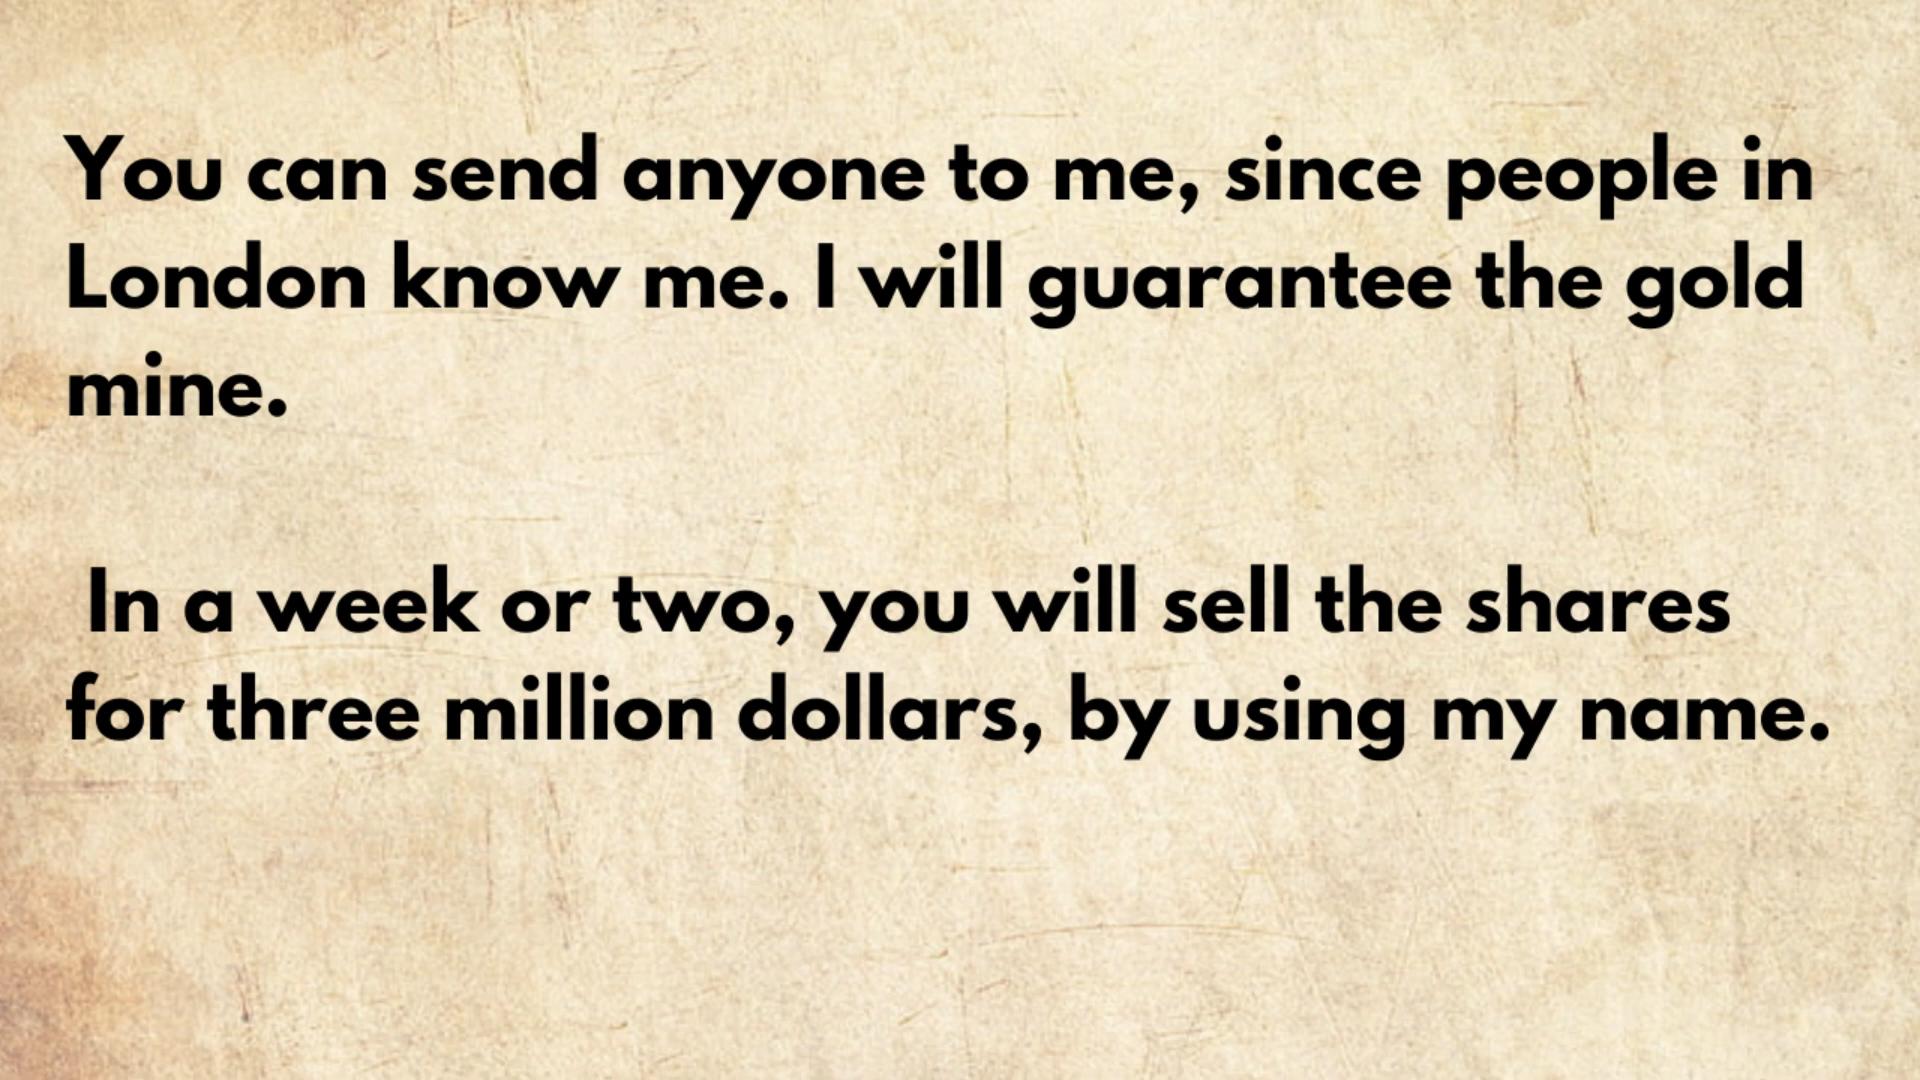 You can send anyone to me, since people in
London know me. I will guarantee the gold
mine.
In a week or two, you will sell the shares
for three million dollars, by using my name.